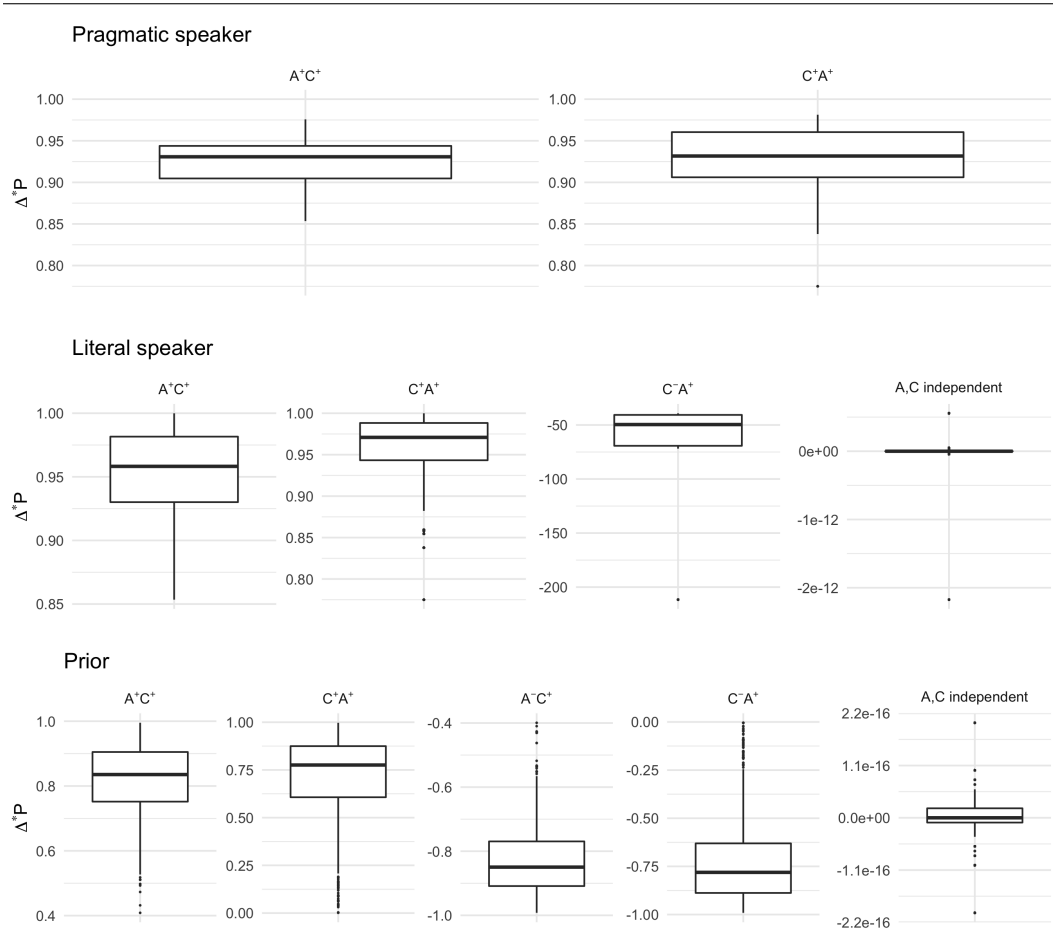 Pragmatic speaker
A⁺C⁺ C⁺A⁺
1.00 1.00
0.95 0.95
0.90 0.90
0.85 0.85
0.80 0.80
Δ*P
Literal speaker
A⁺C⁺ C⁺A⁺ C⁻A⁺ A,C independent
1.00 0.95 0.90 0.85
1.00 0.95 0.90 0.85 0.80
-50 -100 -150 -200
0e+00 -1e-12 -2e-12
Δ*P
Prior
A⁺C⁺ C⁺A⁺ A⁻C⁺ C⁻A⁺ A,C independent
1.0 0.8 0.6 0.4
1.00 0.75 0.50 0.25 0.00
-0.4 -0.6 -0.8 -1.0
0.00 -0.25 -0.50 -0.75 -1.00
2.2e-16 1.1e-16 0.0e+00 -1.1e-16 -2.2e-16
Δ*P